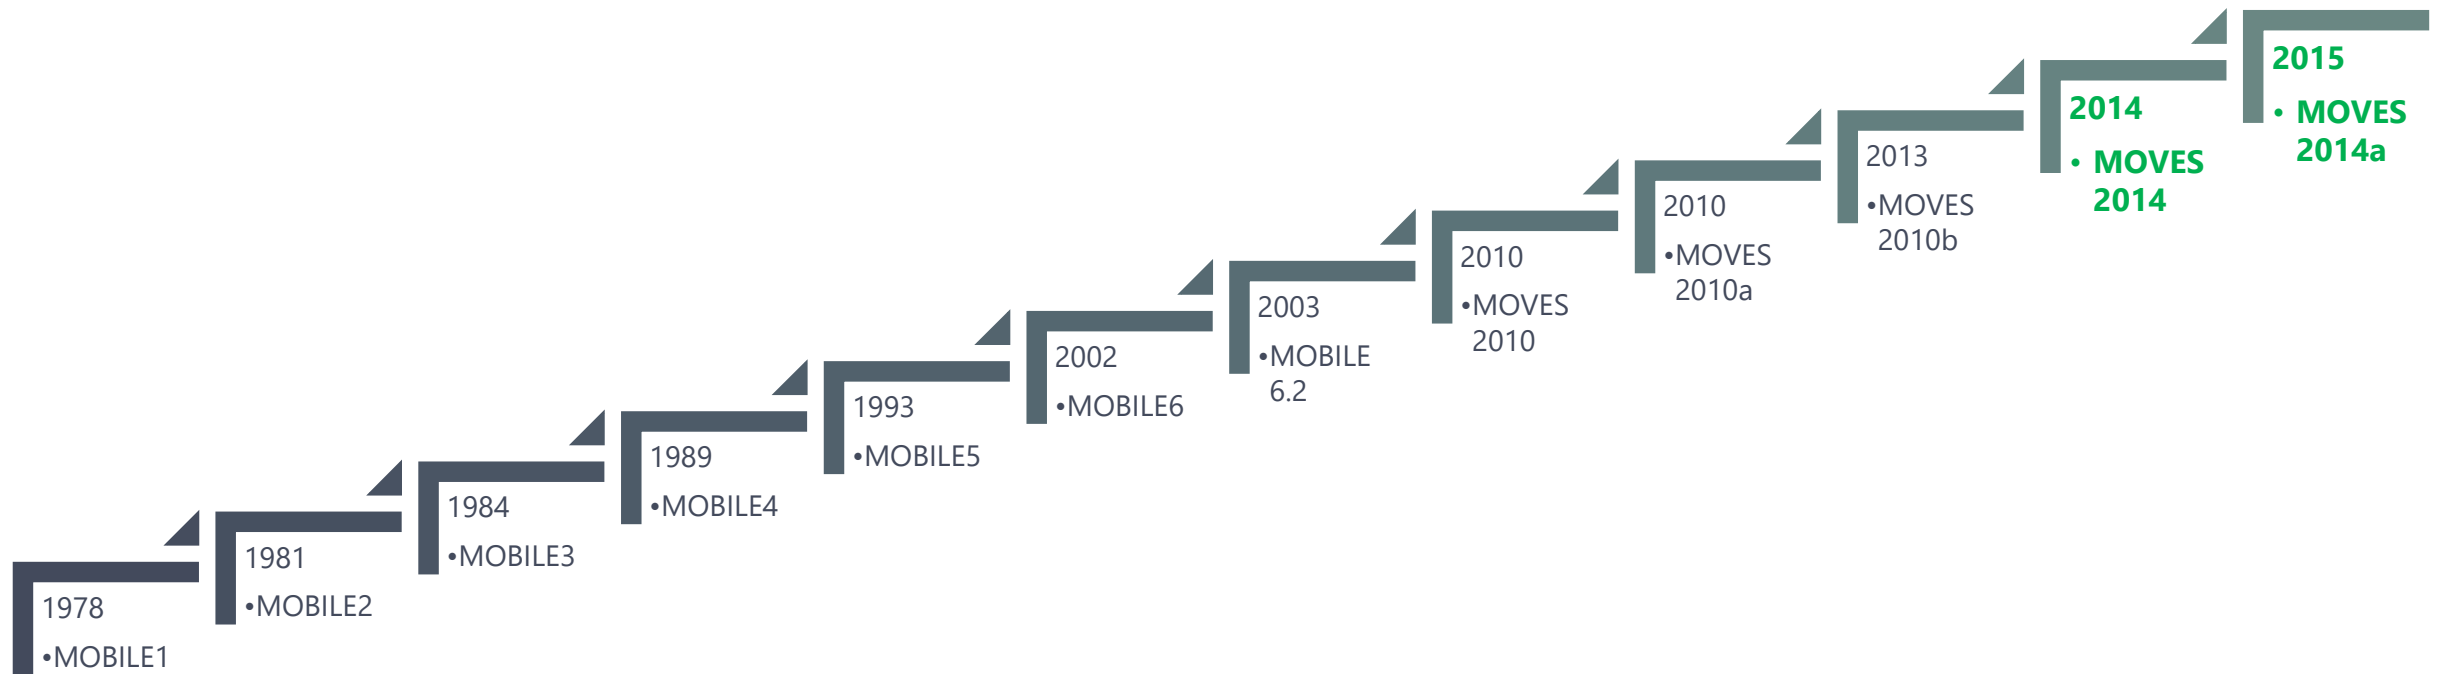 1978
•MOBILE1
1981
•MOBILE2
1984
•MOBILE3
1989
•MOBILE4
1993
•MOBILE5
2002
•MOBILE6
2003
•MOBILE
6.2
2010
•MOVES
2010
2010
•MOVES
2010a
2013
•MOVES
2010b
2014
• MOVES
2014
2015
• MOVES
2014a